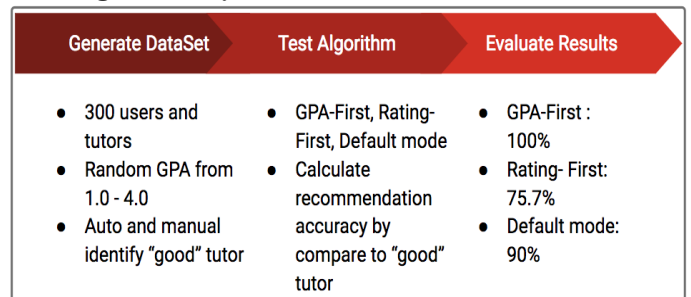 Generate DataSet
Test Algorithm
Evaluate Results
● 300 users and
tutors
● Random GPA from
1.0 - 4.0
● Auto and manual
identify “good” tutor
● GPA-First, Rating-
First, Default mode
● Calculate
recommendation
accuracy by
compare to “good”
tutor
● GPA-First :
100%
● Rating- First:
75.7%
● Default mode:
90%